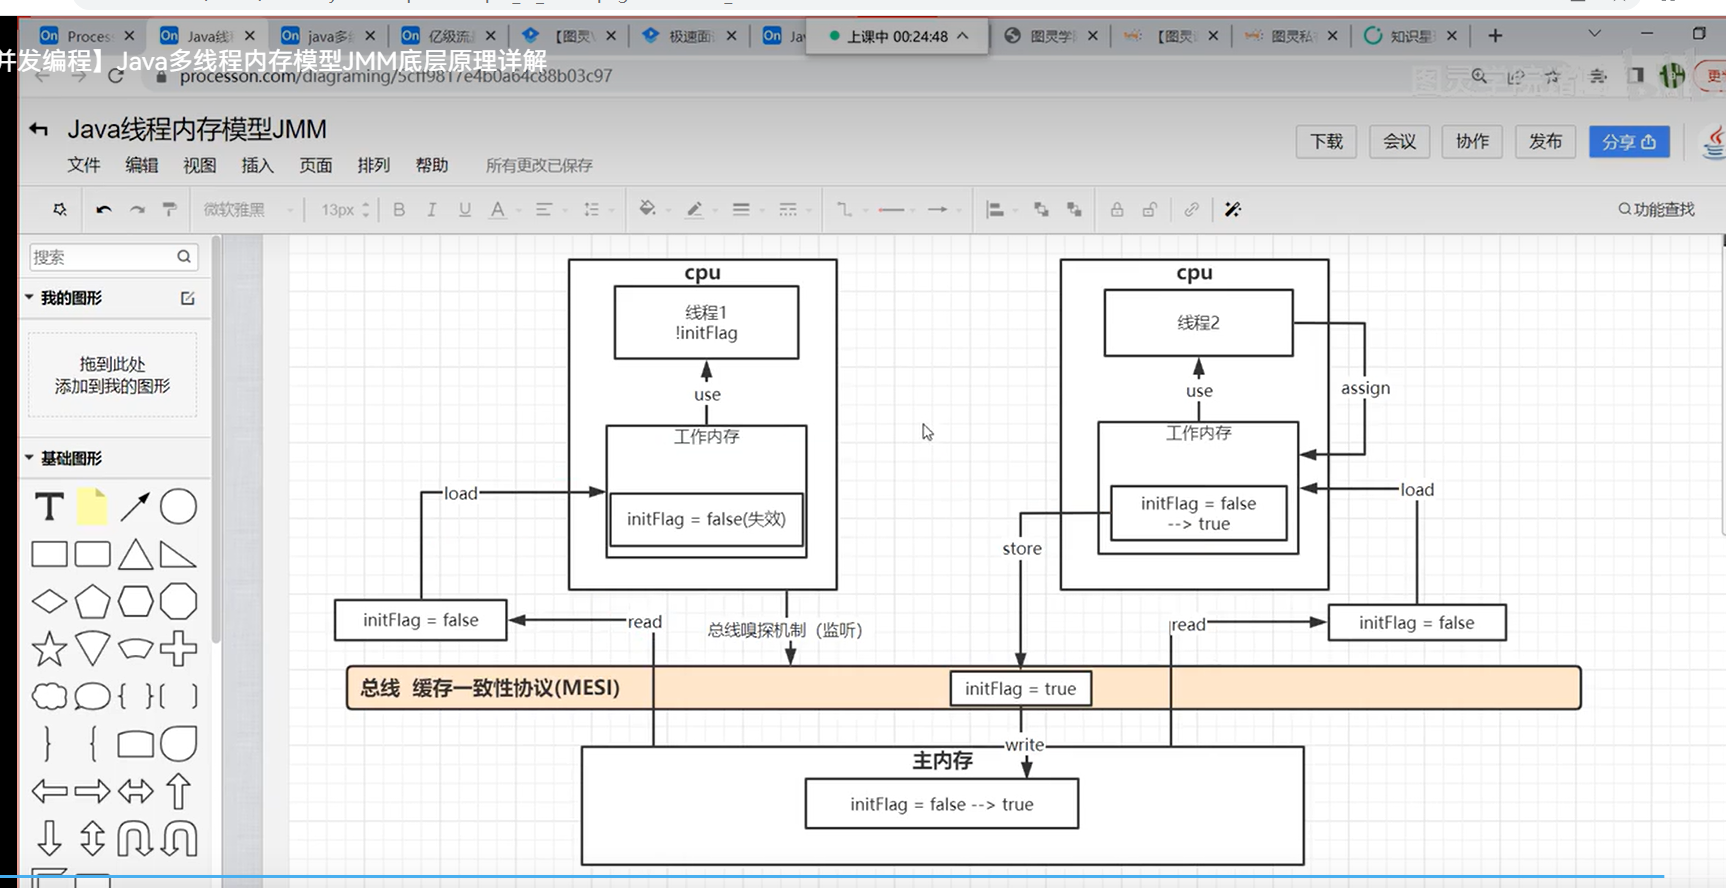 Proces
Java线
java多
亿级流
【图灵\
极速面
Ja
上课中 00:24:48
图灵学
【图灵
图灵私
知识星
并发编程】Java多线程内存模型JMM底层原理详解
processon.com/diagraming/5cff9817e4b0a64c88b03c97
Java线程内存模型JMM
下载 会议 协作 发布 分享
文件 编辑 视图 插入 页面 排列 帮助 所有更改已保存
微软雅黑 13px B I U A
功能查找
搜索
我的图形
拖到此处
添加到我的图形
基础图形
T
cpu
线程1
!initFlag
use
工作内存
initFlag = false(失效)
load
initFlag = false
read
总线嗅探机制（监听）
cpu
线程2
use
assign
工作内存
initFlag = false
--> true
load
store
read
initFlag = false
总线 缓存一致性协议(MESI)
initFlag = true
write
主内存
initFlag = false --> true